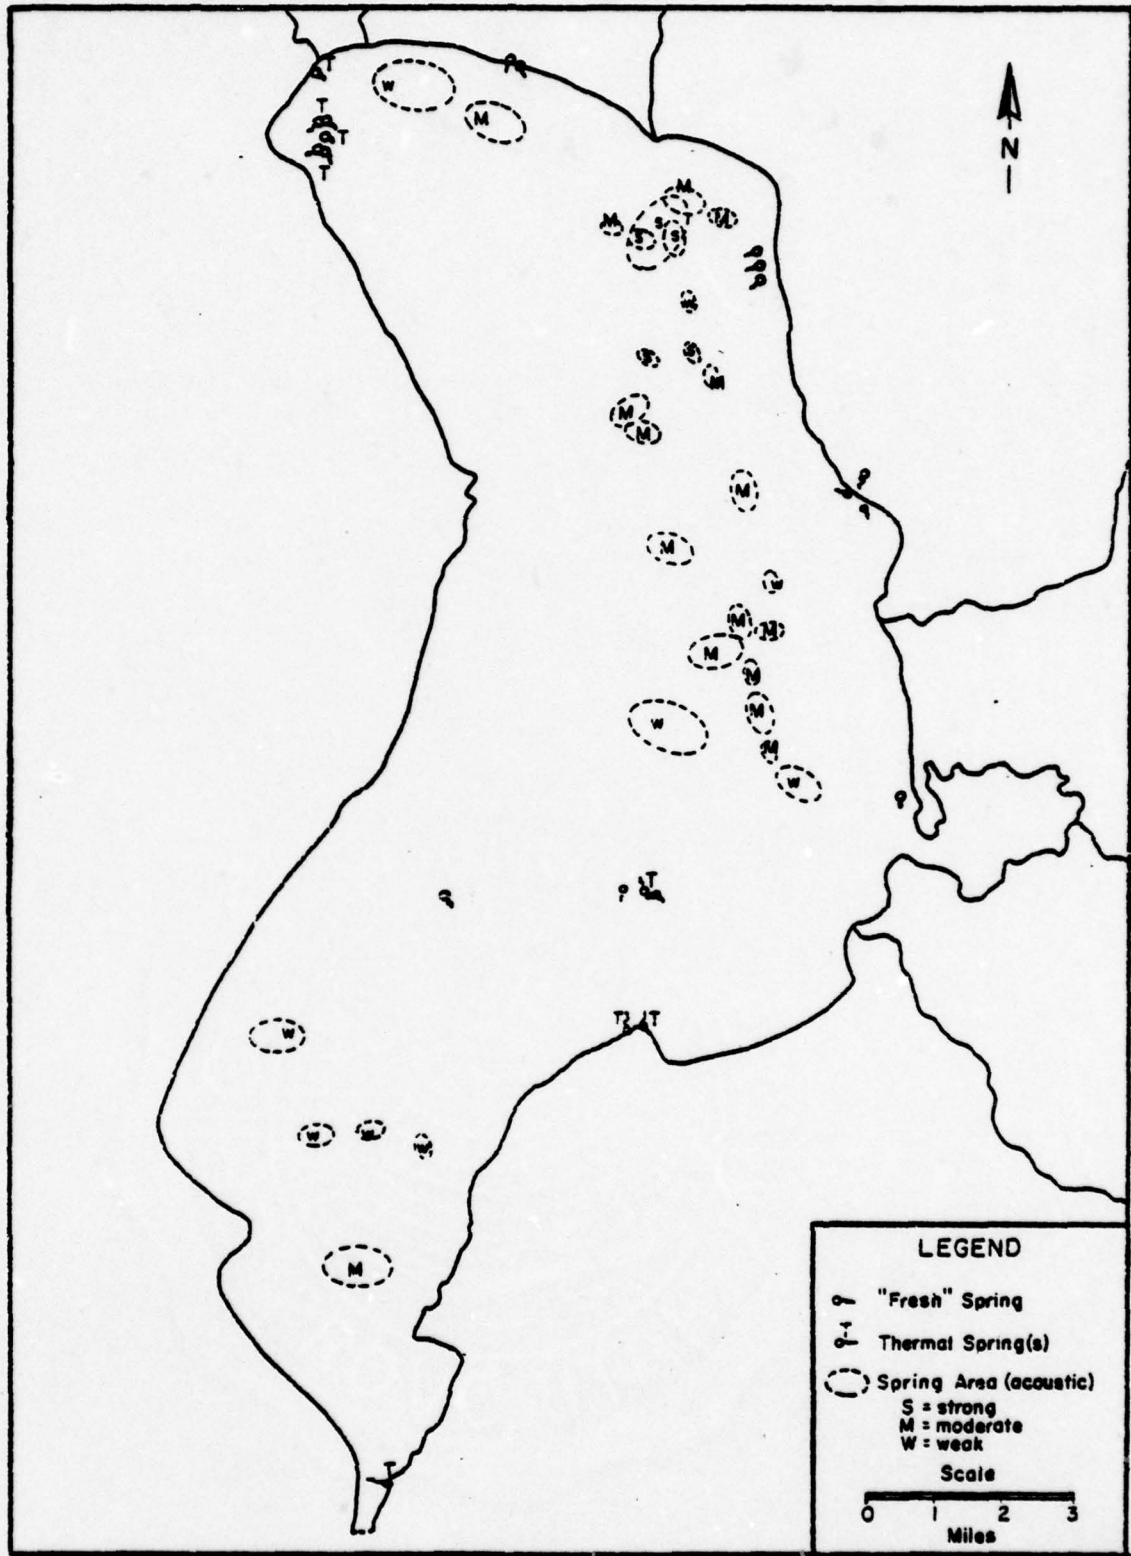 T
W
T
M
T
T
N
M
M
M
S
T
S
S
W
S
M
M
M
M
M
W
M
M
M
M
M
W
M
W
T
T
T
W
W
W
W
M
T
LEGEND
"Fresh" Spring
Thermal Spring(s)
Spring Area (acoustic)
S = strong
M = moderate
W = weak
Scale
0 1 2 3
Miles